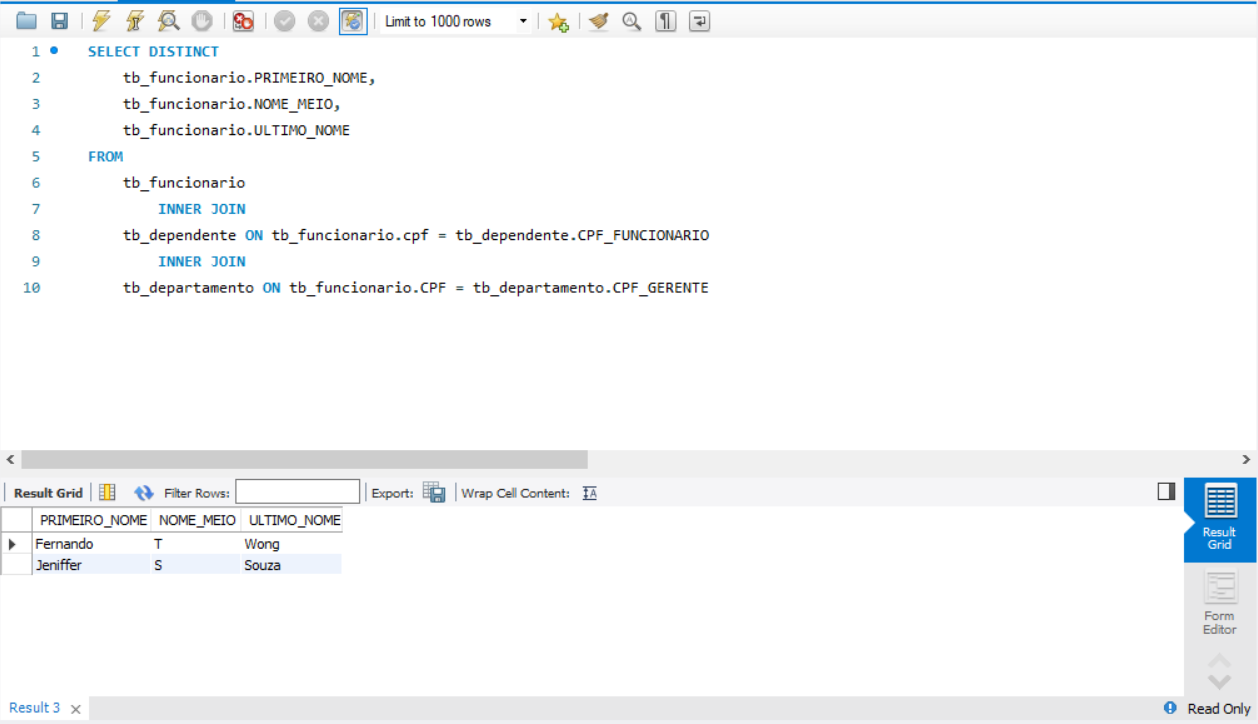 Limit to 1000 rows
1 SELECT DISTINCT
2 tb_funcionario.PRIMEIRO_NOME,
3 tb_funcionario.NOME_MEIO,
4 tb_funcionario.ULTIMO_NOME
5 FROM
6 tb_funcionario
7 INNER JOIN
8 tb_dependente ON tb_funcionario.cpf = tb_dependente.CPF_FUNCIONARIO
9 INNER JOIN
10 tb_departamento ON tb_funcionario.CPF = tb_departamento.CPF_GERENTE
Result Grid Filter Rows: Export: Wrap Cell Content: IA
PRIMEIRO_NOME NOME_MEIO ULTIMO_NOME
Fernando T Wong
Jeniffer S Souza
Result
Grid
Form
Editor
Result 3 Read Only